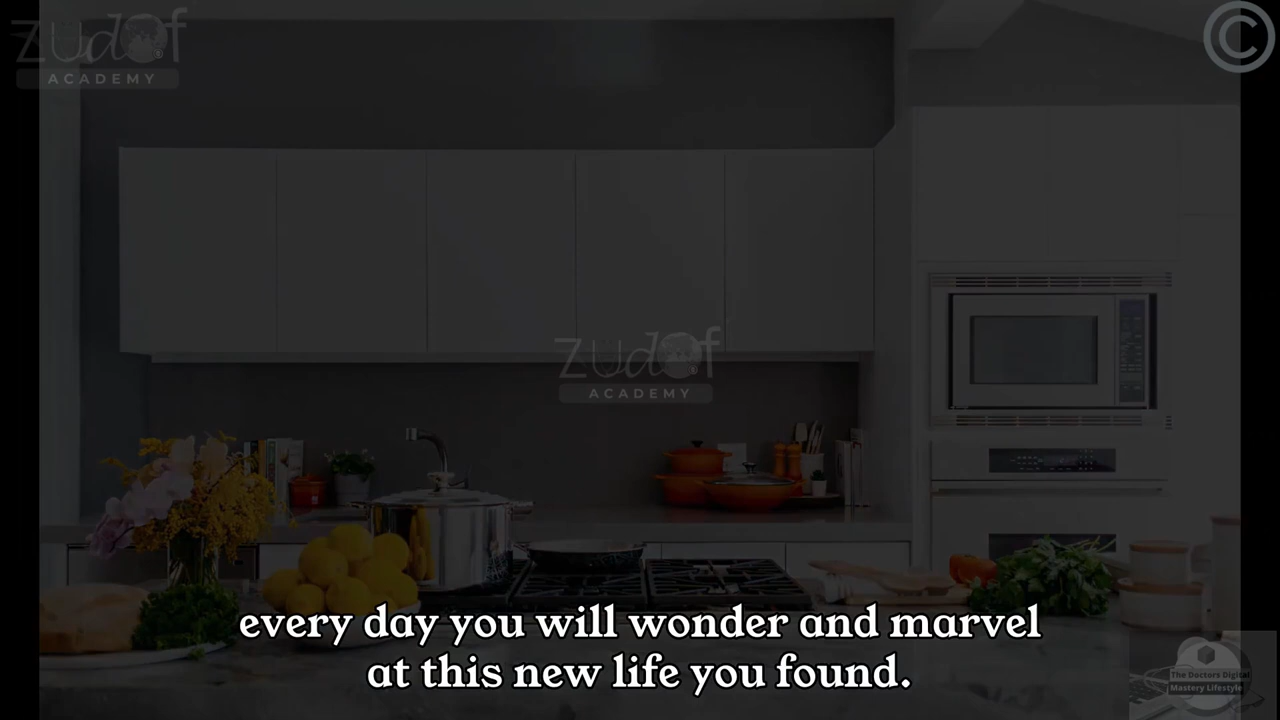 Zudof
ACADEMY
©
Zudof
ACADEMY
every day you will wonder and marvel
at this new life you found.
The Doctors Digital
Mastery Lifestyle